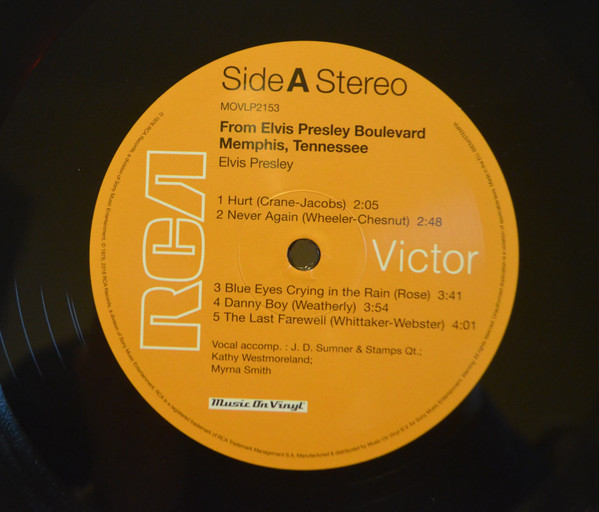 Side A Stereo
MOVLP2153
From Elvis Presley Boulevard
Memphis, Tennessee
Elvis Presley
1 Hurt (Crane-Jacobs) 2:05
2 Never Again (Wheeler-Chesnut) 2:48
RCA
Victor
3 Blue Eyes Crying in the Rain (Rose) 3:41
4 Danny Boy (Weatherly) 3:54
5 The Last Farewell (Whittaker-Webster) 4:01
Vocal accomp. : J. D. Sumner & Stamps Qt.;
Kathy Westmoreland;
Myrna Smith
Music On Vinyl